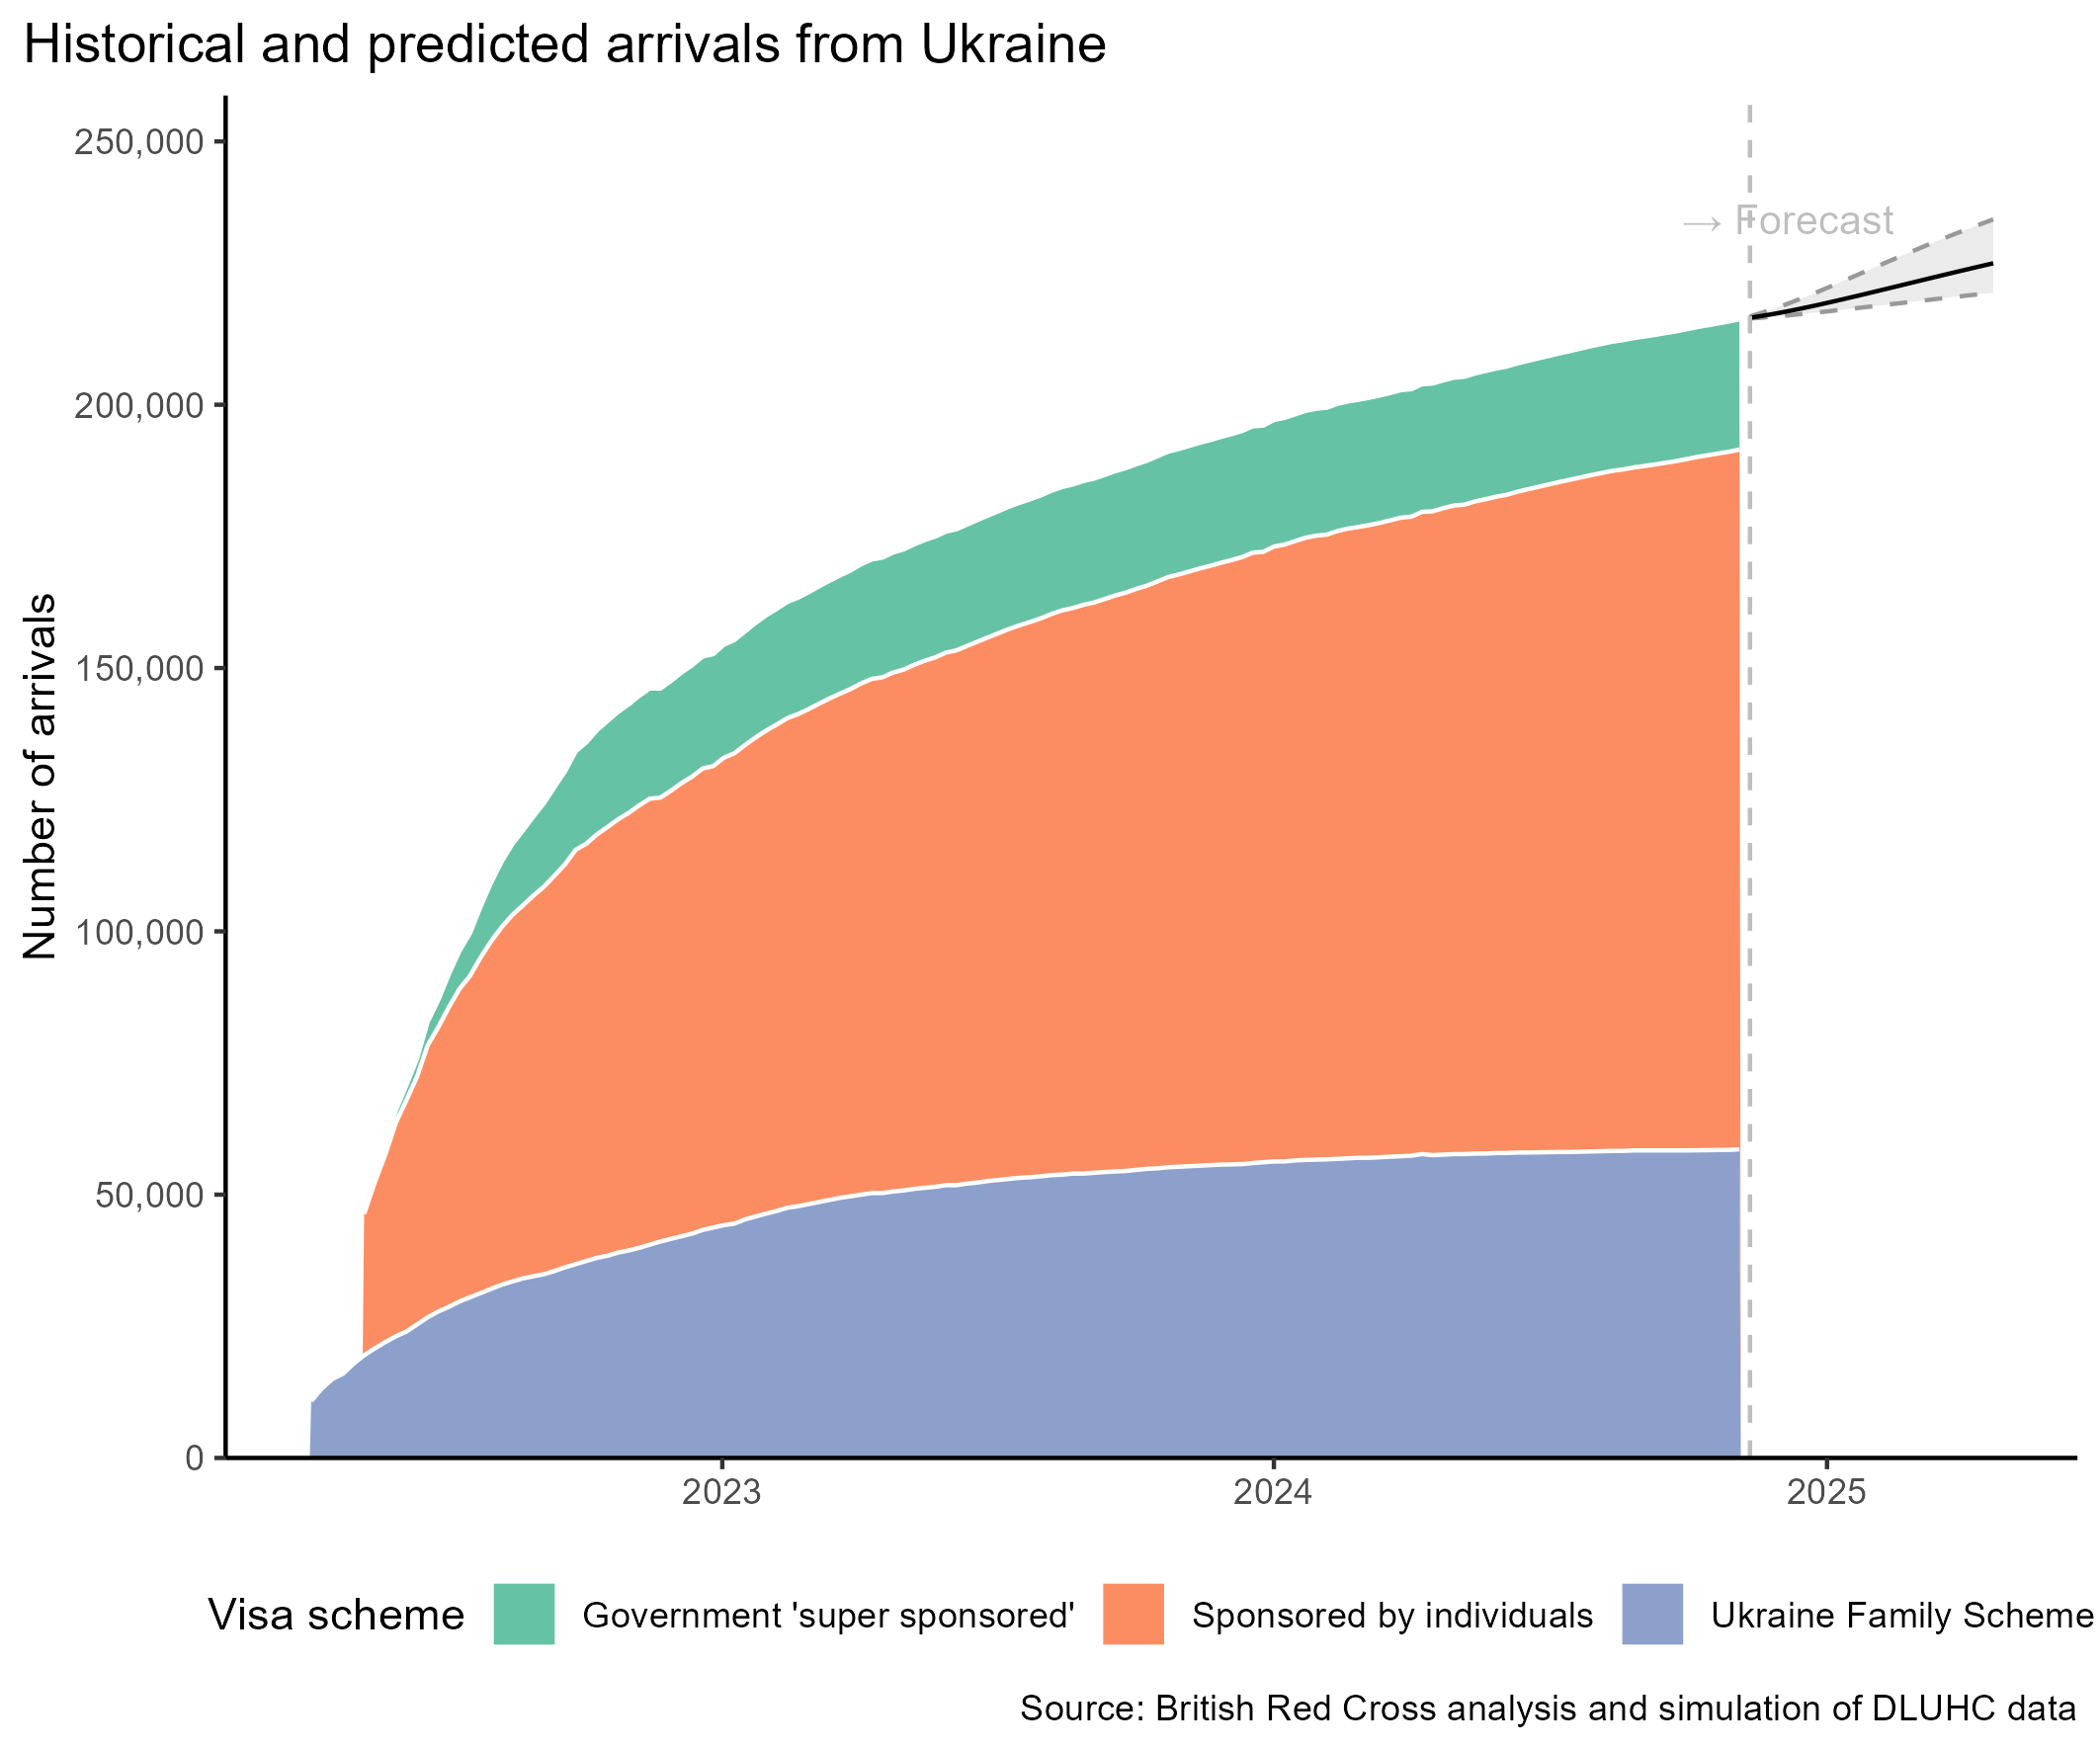 Historical and predicted arrivals from Ukraine
250,000
→ Forecast
200,000
150,000
Number of arrivals
100,000
50,000
0
2023 2024 2025
Visa scheme Government 'super sponsored' Sponsored by individuals Ukraine Family Scheme
Source: British Red Cross analysis and simulation of DLUHC data